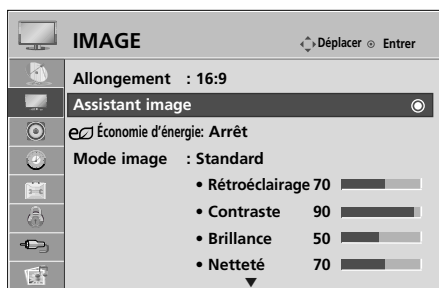 IMAGE
Déplacer Entrer
Allongement : 16:9
Assistant image
Économie d'énergie: Arrêt
Mode image : Standard
• Rétroéclairage 70
• Contraste 90
• Brillance 50
• Netteté 70